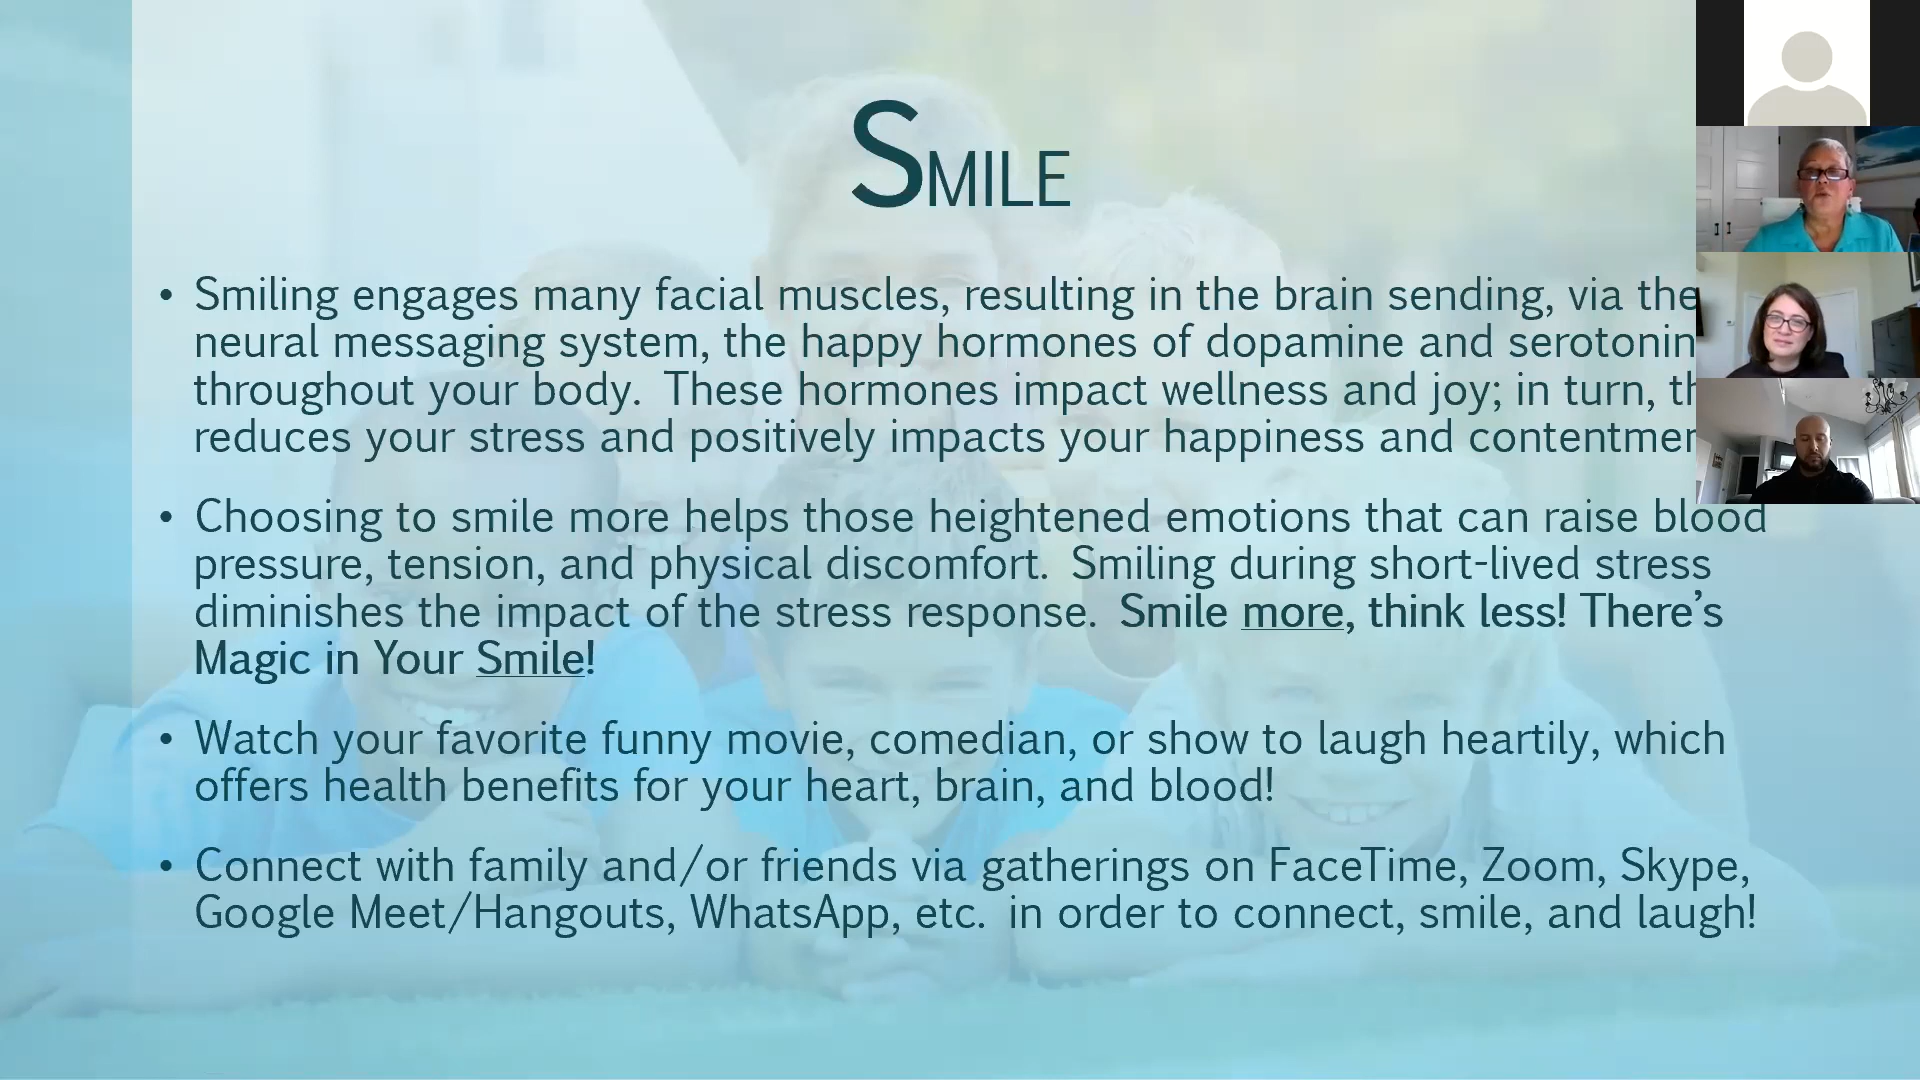 SMILE
• Smiling engages many facial muscles, resulting in the brain sending, via the
neural messaging system, the happy hormones of dopamine and serotonin
throughout your body. These hormones impact wellness and joy; in turn,
reduces your stress and positively impacts your happiness and
• Choosing to smile more helps those heightened emotions that can raise blood
pressure, tension, and physical discomfort. Smiling during short-lived stress
diminishes the impact of the stress response. Smile more, think less! There’s
Magic in Your Smile!
• Watch your favorite funny movie, comedian, or show to laugh heartily, which
offers health benefits for your heart, brain, and blood!
• Connect with family and/or friends via gatherings on FaceTime, Zoom, Skype,
Google Meet/Hangouts, WhatsApp, etc. in order to connect, smile, and laugh!